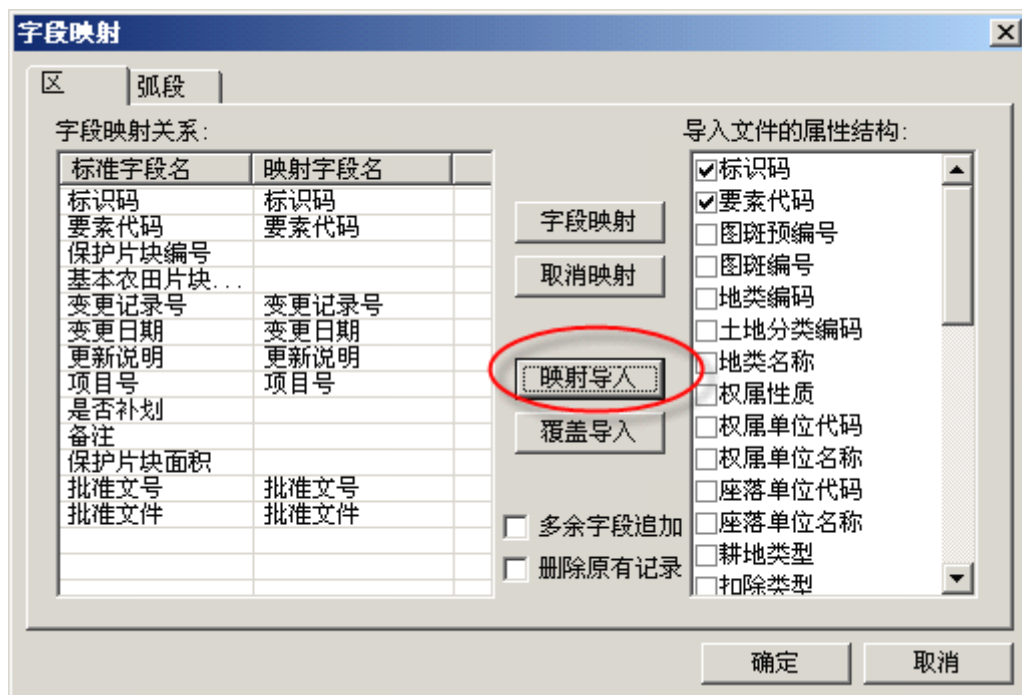 字段映射
区
弧段
字段映射关系:
标准字段名 映射字段名
标识码 标识码
要素代码 要素代码
保护片块编号
基本农田片块...
变更记录号 变更记录号
变更日期 变更日期
更新说明 更新说明
项目号 项目号
是否补划
备注
保护片块面积
批准文号 批准文号
批准文件 批准文件
字段映射
取消映射
映射导入
覆盖导入
多余字段追加
删除原有记录
导入文件的属性结构:
标识码
要素代码
图斑预编号
图斑编号
地类编码
土地分类编码
地类名称
权属性质
权属单位代码
权属单位名称
座落单位代码
座落单位名称
耕地类型
扣除类型
确定
取消